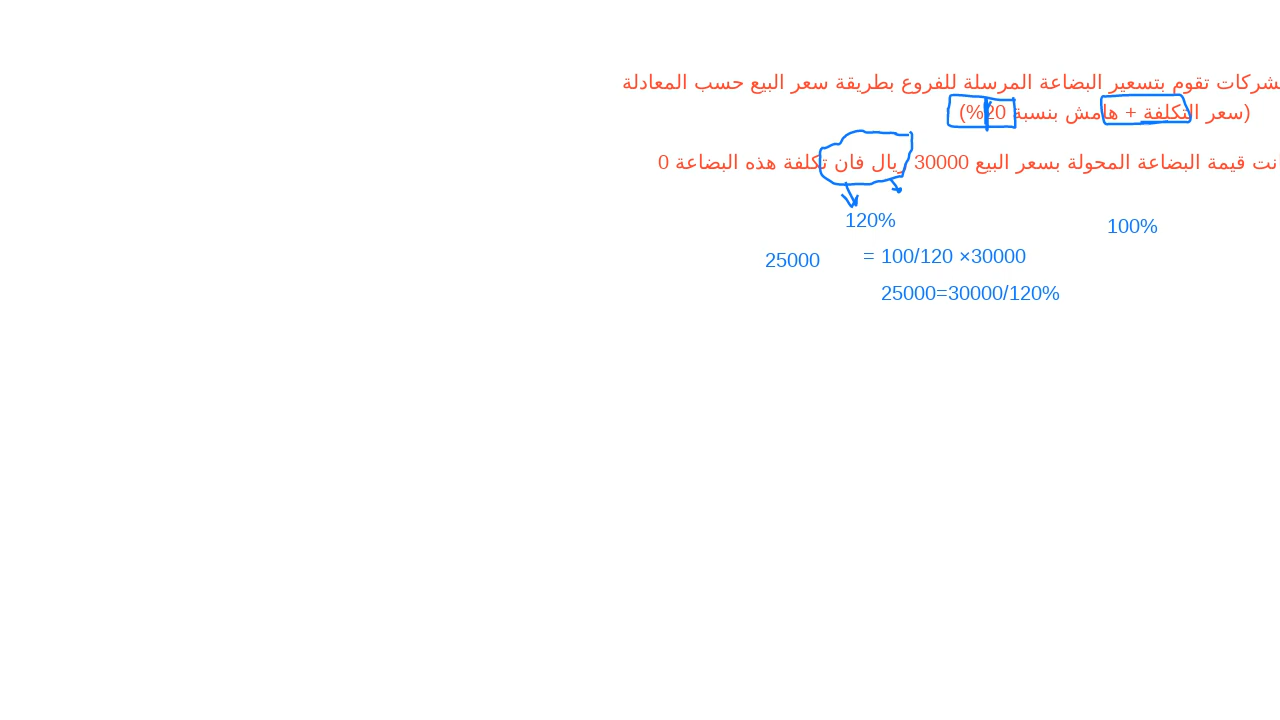 شركات تقوم بتسعير البضاعة المرسلة للفروع بطريقة سعر البيع حسب المعادلة
(سعر التكلفة + هامش بنسبة 20%)
انت قيمة البضاعة المحولة بسعر البيع 30000 ريال فان تكلفة هذه البضاعة 0
120%
100%
25000 = 100/120 ×30000
25000=30000/120%